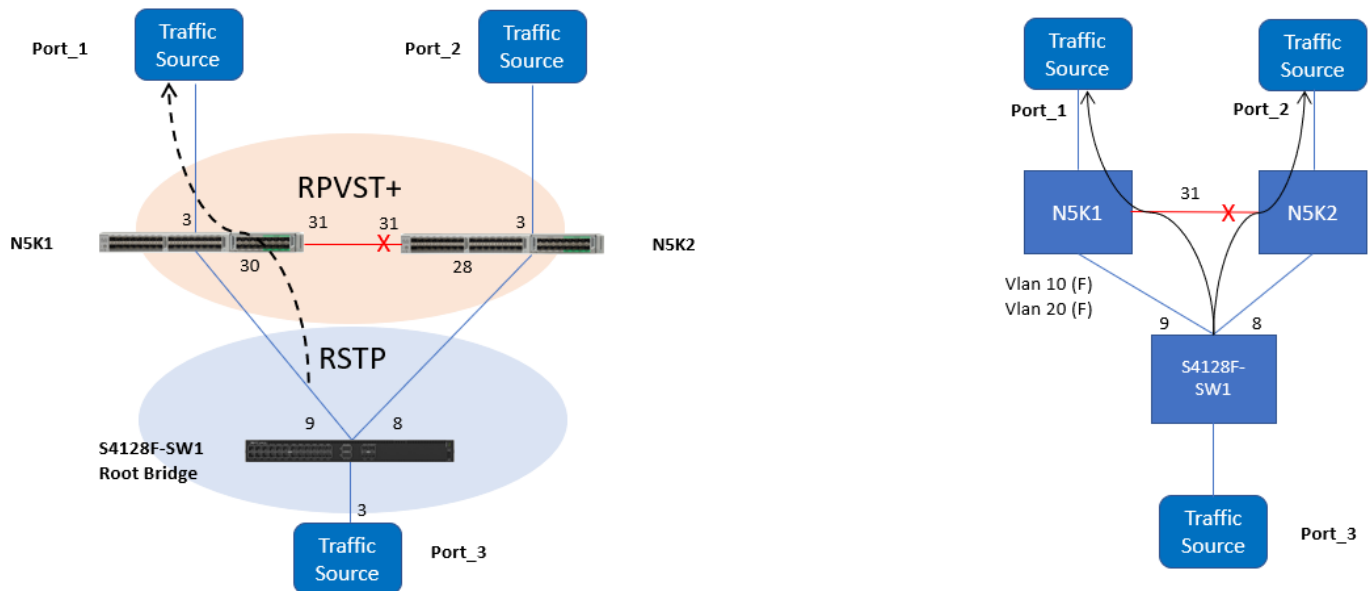 Traffic
Source
Port_1
Traffic
Source
Port_2
RPVST+
N5K1
3
31
31
3
N5K2
30
28
RSTP
9
8
S4128F-SW1
Root Bridge
3
Traffic
Source
Port_3
Traffic
Source
Traffic
Source
Port_1
Port_2
N5K1
31
N5K2
Vlan 10 (F)
Vlan 20 (F)
9
8
S4128F-
SW1
Traffic
Source
Port_3